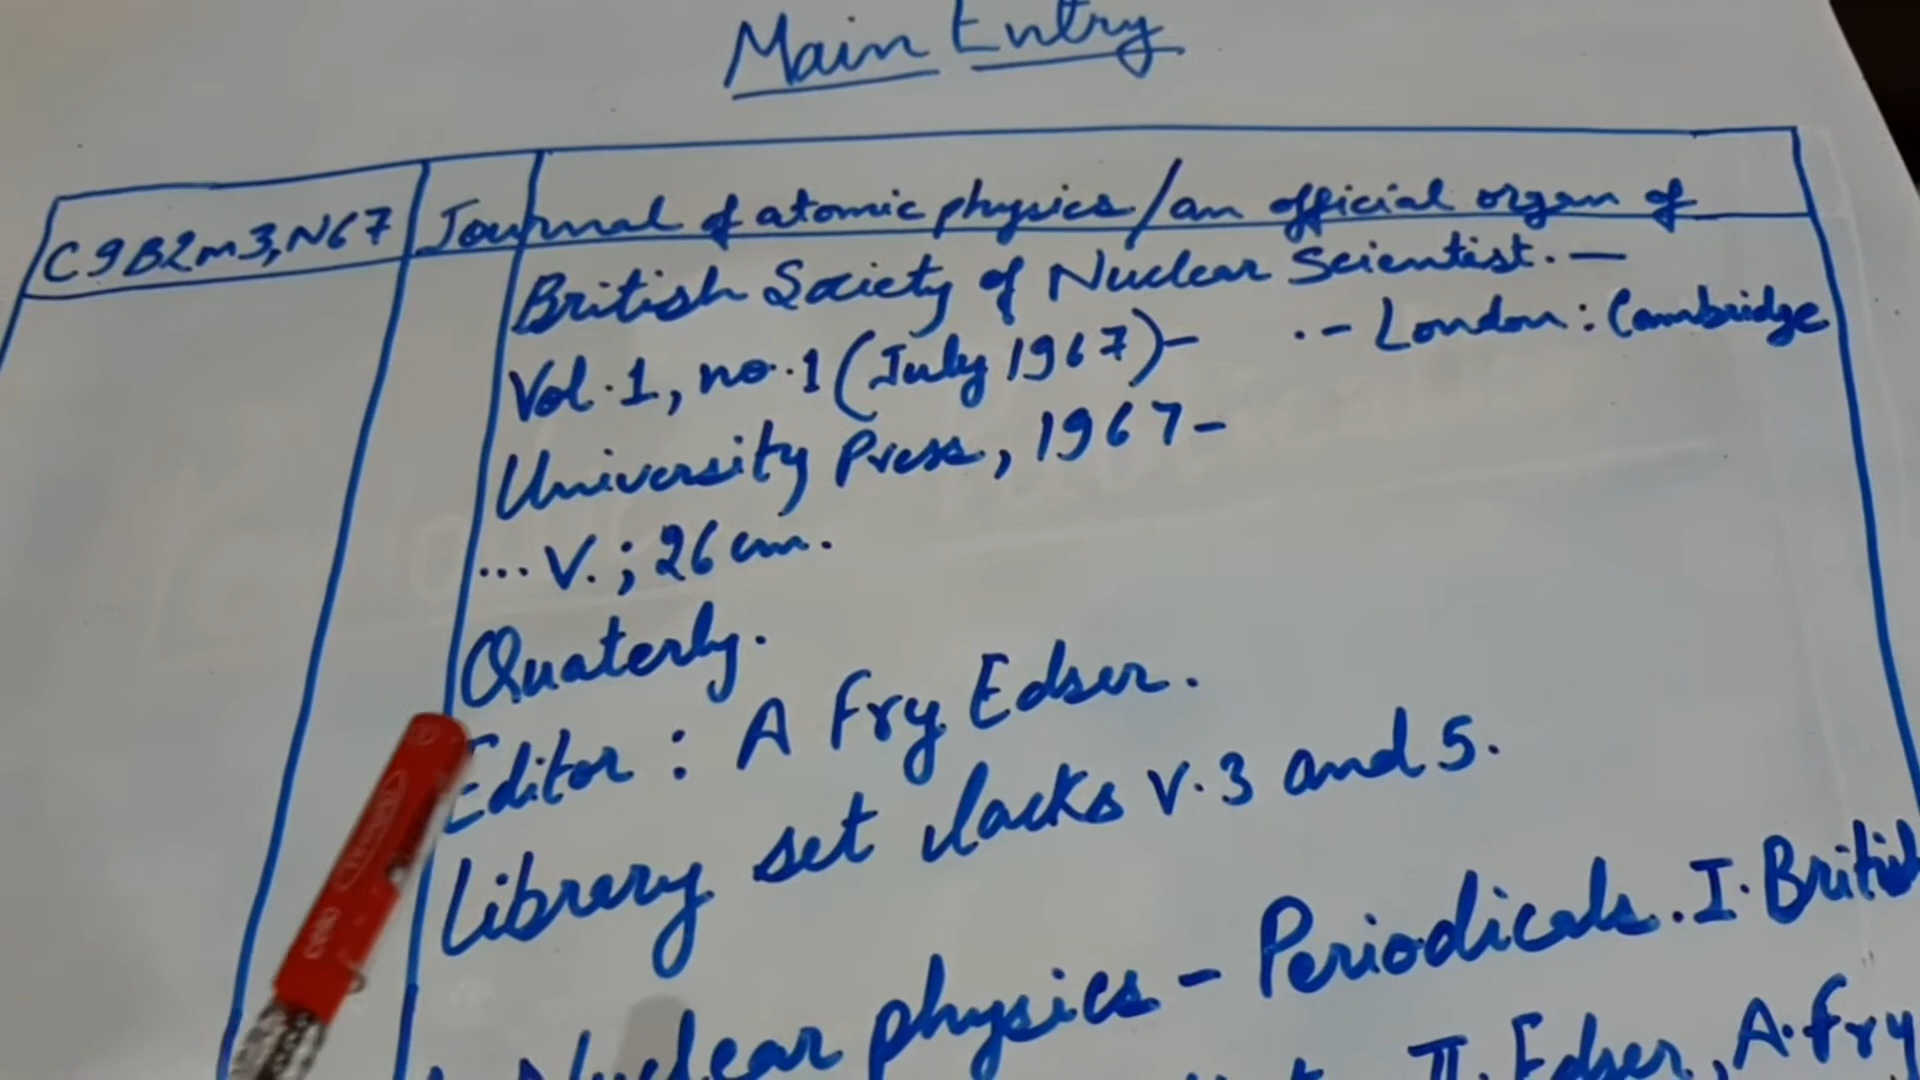 Main Entry
C9B2m3,N67 Journal of atomic physics/an official organ of
British Society of Nuclear Scientist. —
Vol. 1, no. 1 (July 1967)- .- London : Cambridge
University Press, 1967-
... V. ; 26 cm.
Quaterly.
Editor : A Fry Edser.
Library set lacks V. 3 and 5.
Nuclear physics - Periodicals. I. British
II. Edser, A. Fry
cello